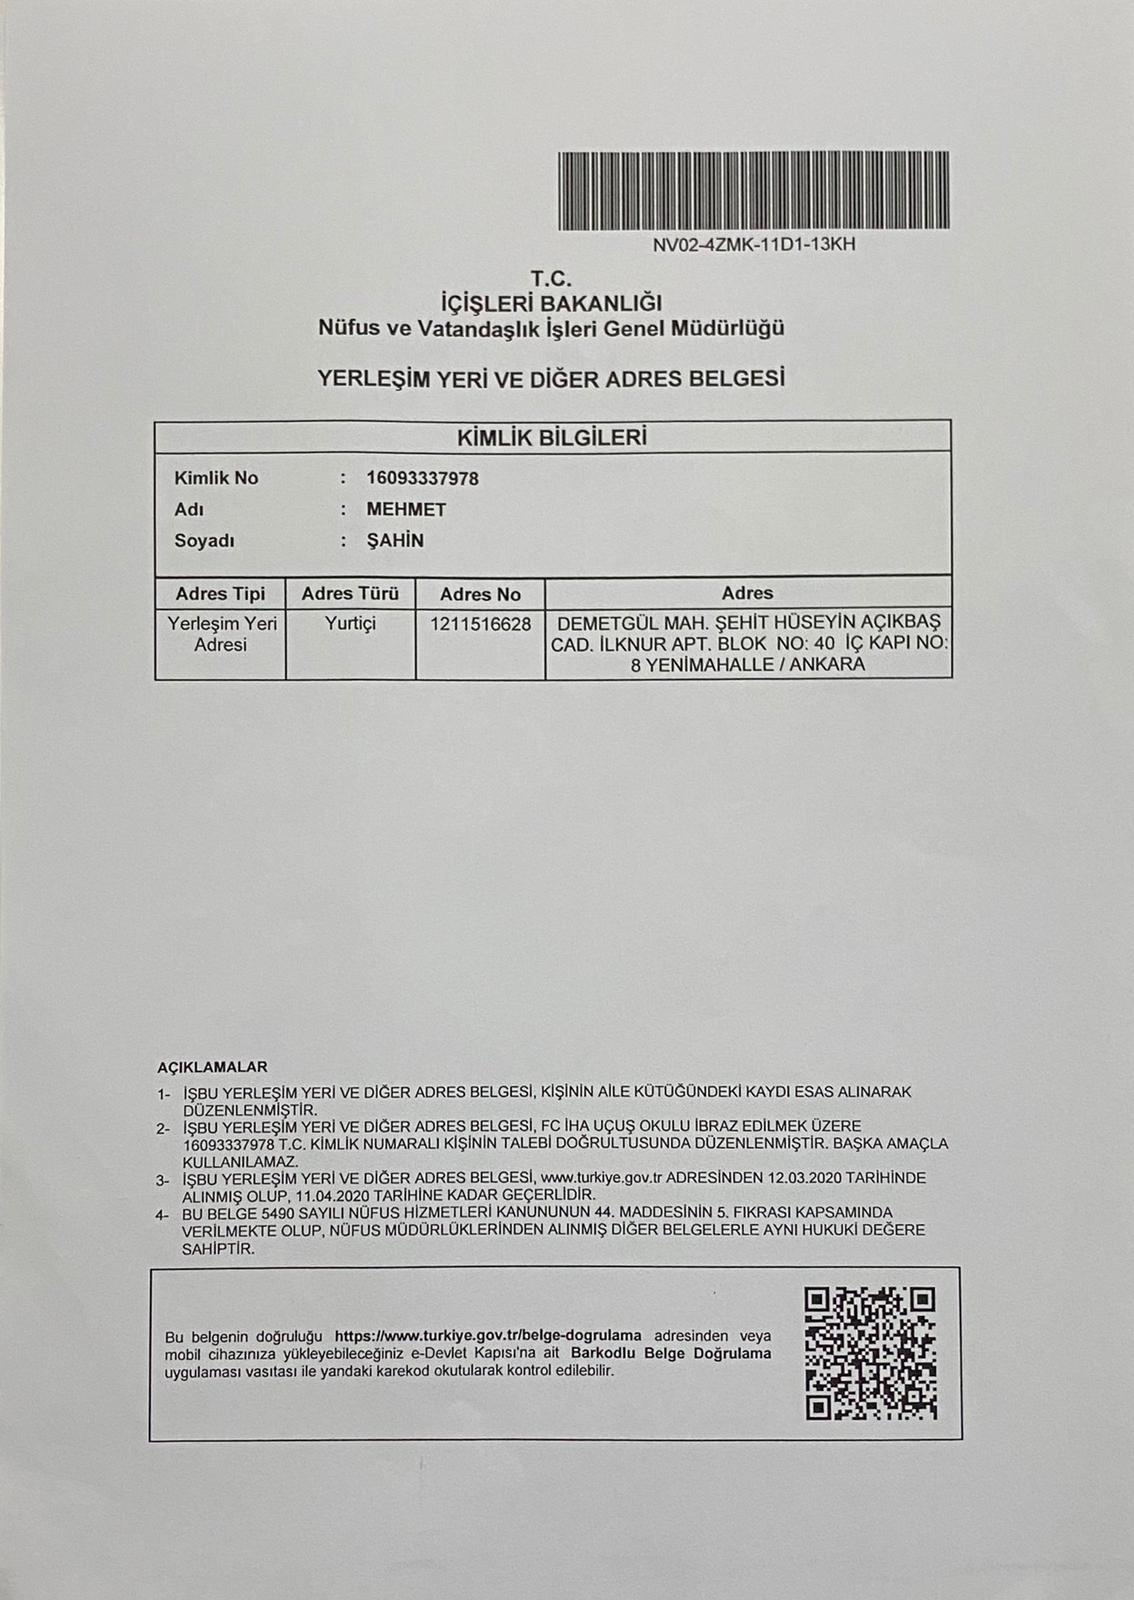 NV02-4ZMK-11D1-13KH
T.C.
İÇİŞLERİ BAKANLIĞI
Nüfus ve Vatandaşlık İşleri Genel Müdürlüğü
YERLEŞİM YERİ VE DİĞER ADRES BELGESİ
KİMLİK BİLGİLERİ
Kimlik No : 16093337978
Adı : MEHMET
Soyadı : ŞAHİN
Adres Tipi Adres Türü Adres No Adres
Yerleşim Yeri Yurtiçi 1211516628 DEMETGÜL MAH. ŞEHİT HÜSEYİN AÇIKBAŞ
Adresi CAD. İLKNUR APT. BLOK NO: 40 İÇ KAPI NO:
8 YENİMAHALLE / ANKARA
AÇIKLAMALAR
1- İŞBU YERLEŞİM YERİ VE DİĞER ADRES BELGESİ, KİŞİNİN AİLE KÜTÜĞÜNDEKİ KAYDI ESAS ALINARAK
DÜZENLENMİŞTİR.
2- İŞBU YERLEŞİM YERİ VE DİĞER ADRES BELGESİ, FC İHA UÇUŞ OKULU İBRAZ EDİLMEK ÜZERE
16093337978 T.C. KİMLİK NUMARALI KİŞİNİN TALEBİ DOĞRULTUSUNDA DÜZENLENMİŞTİR. BAŞKA AMAÇLA
KULLANILAMAZ.
3- İŞBU YERLEŞİM YERİ VE DİĞER ADRES BELGESİ, www.turkiye.gov.tr ADRESİNDEN 12.03.2020 TARİHİNDE
ALINMIŞ OLUP, 11.04.2020 TARİHİNE KADAR GEÇERLİDİR.
4- BU BELGE 5490 SAYILI NÜFUS HİZMETLERİ KANUNUNUN 44. MADDESİNİN 5. FIKRASI KAPSAMINDA
VERİLMEKTE OLUP, NÜFUS MÜDÜRLÜKLERİNDEN ALINMIŞ DİĞER BELGELERLE AYNI HUKUKİ DEĞERE
SAHİPTİR.
Bu belgenin doğruluğu https://www.turkiye.gov.tr/belge-dogrulama adresinden veya
mobil cihazınıza yükleyebileceğiniz e-Devlet Kapısı'na ait Barkodlu Belge Doğrulama
uygulaması vasıtası ile yandaki karekod okutularak kontrol edilebilir.